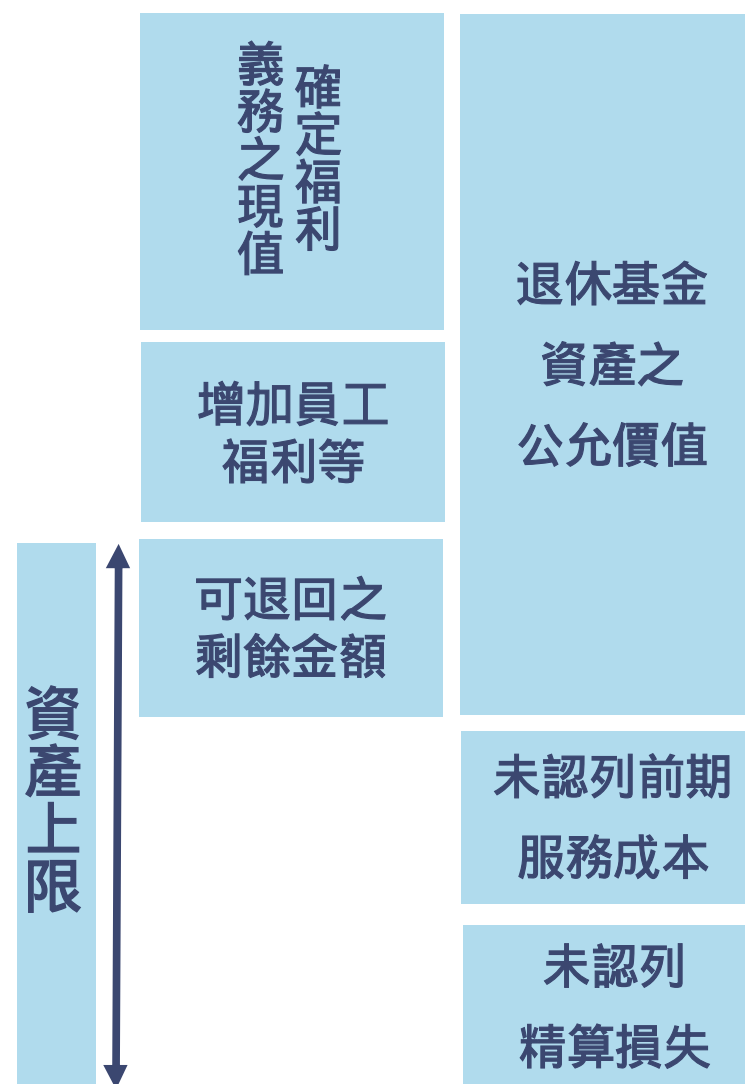 確定福利
義務之現值
增加員工
福利等
可退回之
剩餘金額
退休基金
資產之
公允價值
未認列前期
服務成本
未認列
精算損失
資產上限